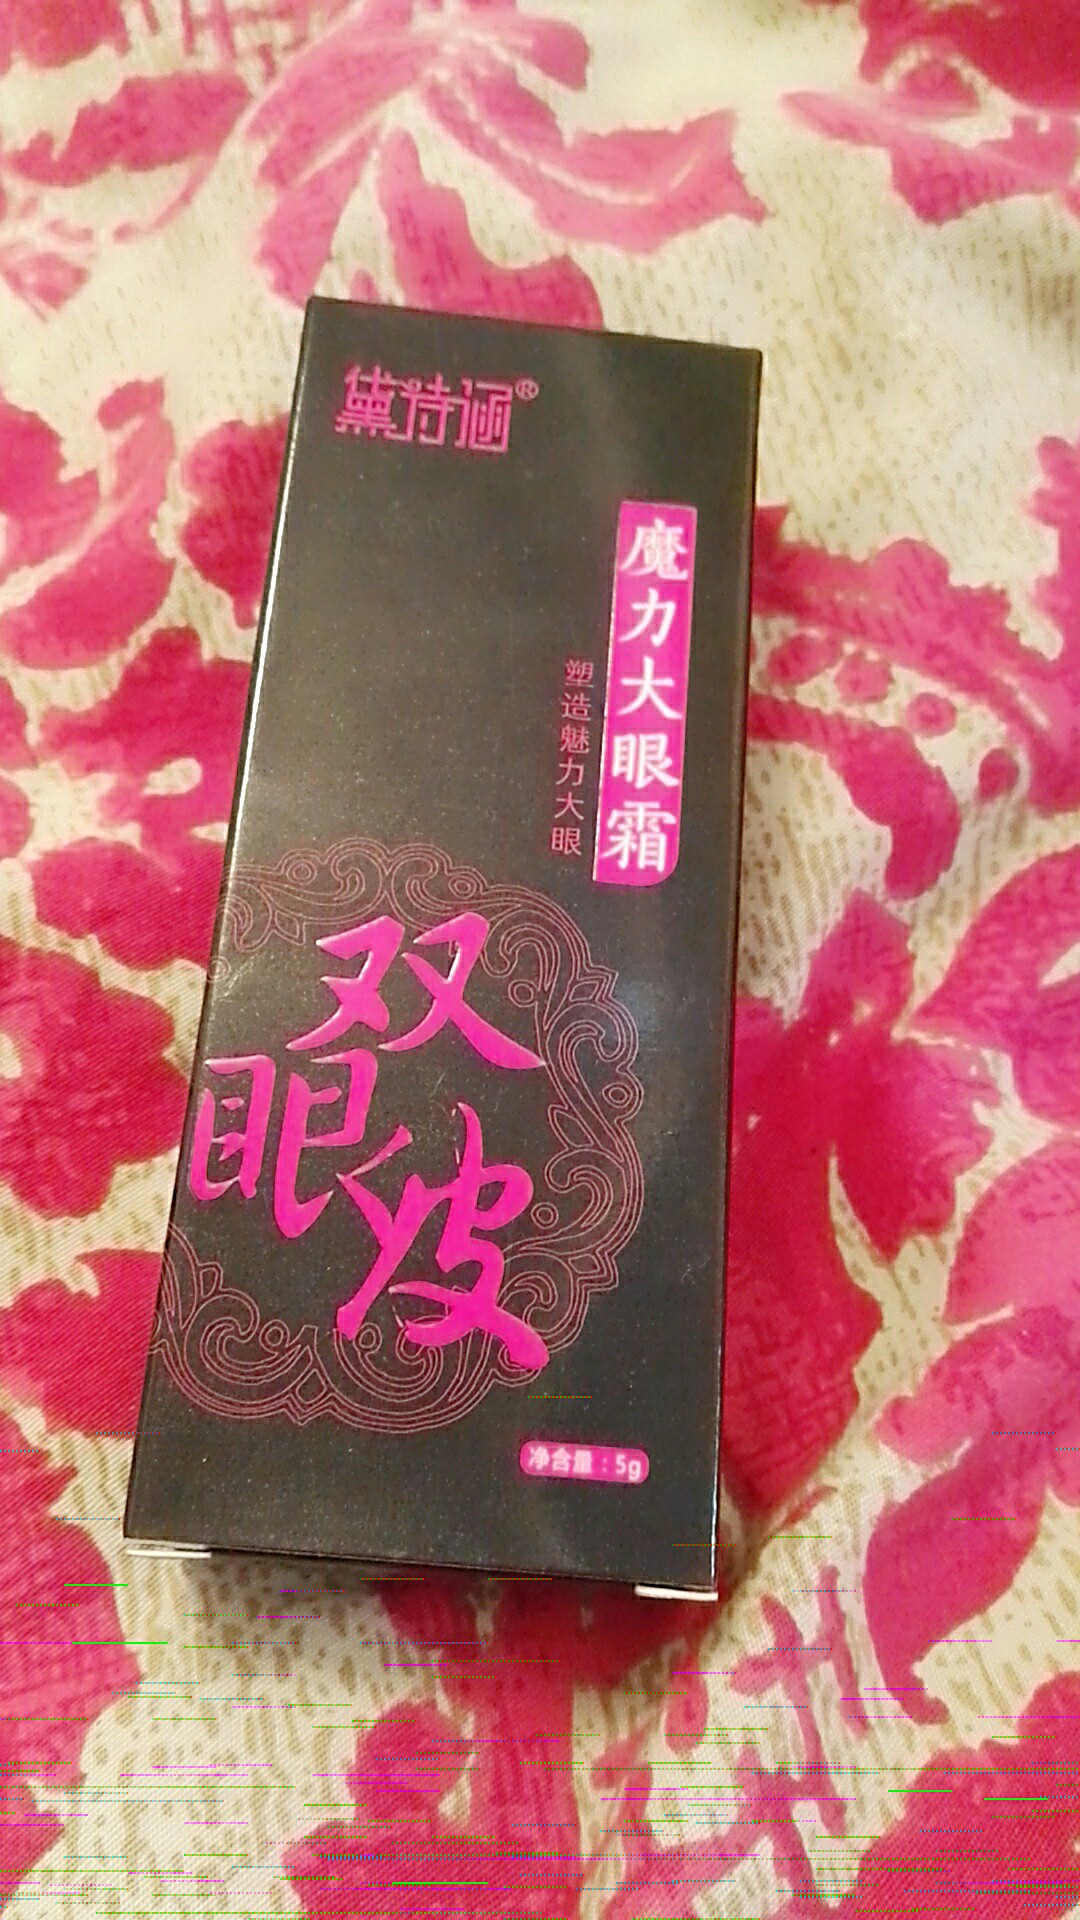 黛诗涵®
魔力大眼霜
塑造魅力大眼
双
眼皮
净含量：5g